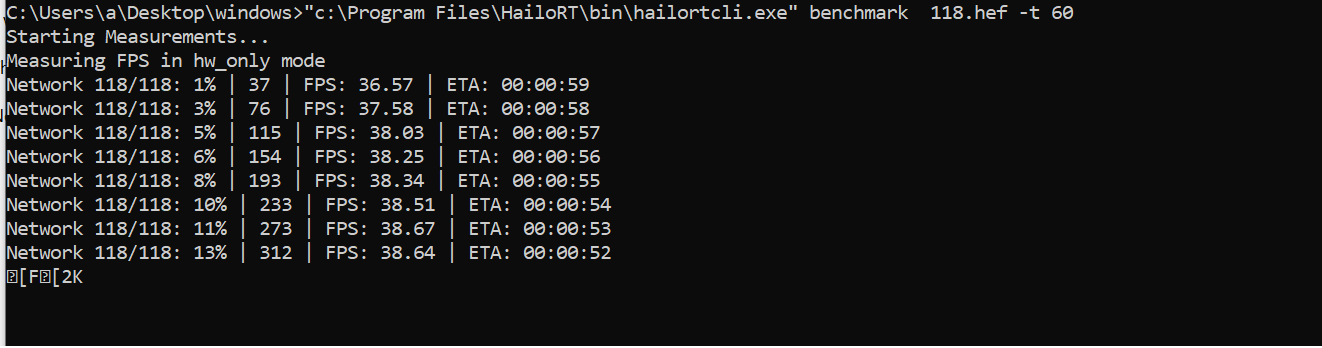 C:\Users\a\Desktop\windows>"c:\Program Files\HailoRT\bin\hailortcli.exe" benchmark  118.hef -t 60
Starting Measurements...
Measuring FPS in hw_only mode
Network 118/118: 1% | 37 | FPS: 36.57 | ETA: 00:00:59
Network 118/118: 3% | 76 | FPS: 37.58 | ETA: 00:00:58
Network 118/118: 5% | 115 | FPS: 38.03 | ETA: 00:00:57
Network 118/118: 6% | 154 | FPS: 38.25 | ETA: 00:00:56
Network 118/118: 8% | 193 | FPS: 38.34 | ETA: 00:00:55
Network 118/118: 10% | 233 | FPS: 38.51 | ETA: 00:00:54
Network 118/118: 11% | 273 | FPS: 38.67 | ETA: 00:00:53
Network 118/118: 13% | 312 | FPS: 38.64 | ETA: 00:00:52
[F[2K